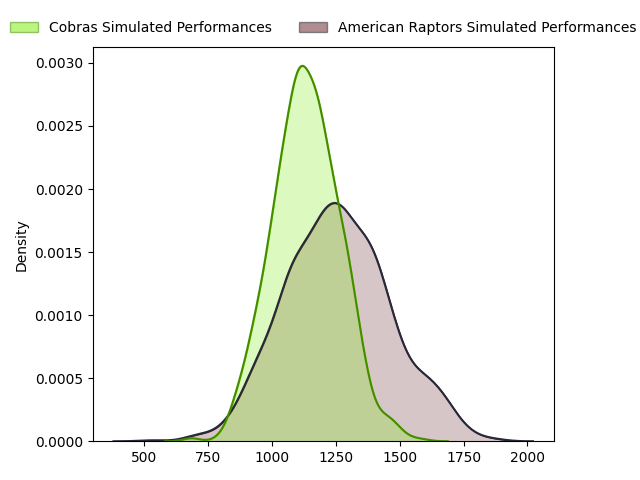 Cobras Simulated Performances
American Raptors Simulated Performances
0.0030
0.0025
0.0020
0.0015
0.0010
0.0005
0.0000
Density
500 750 1000 1250 1500 1750 2000